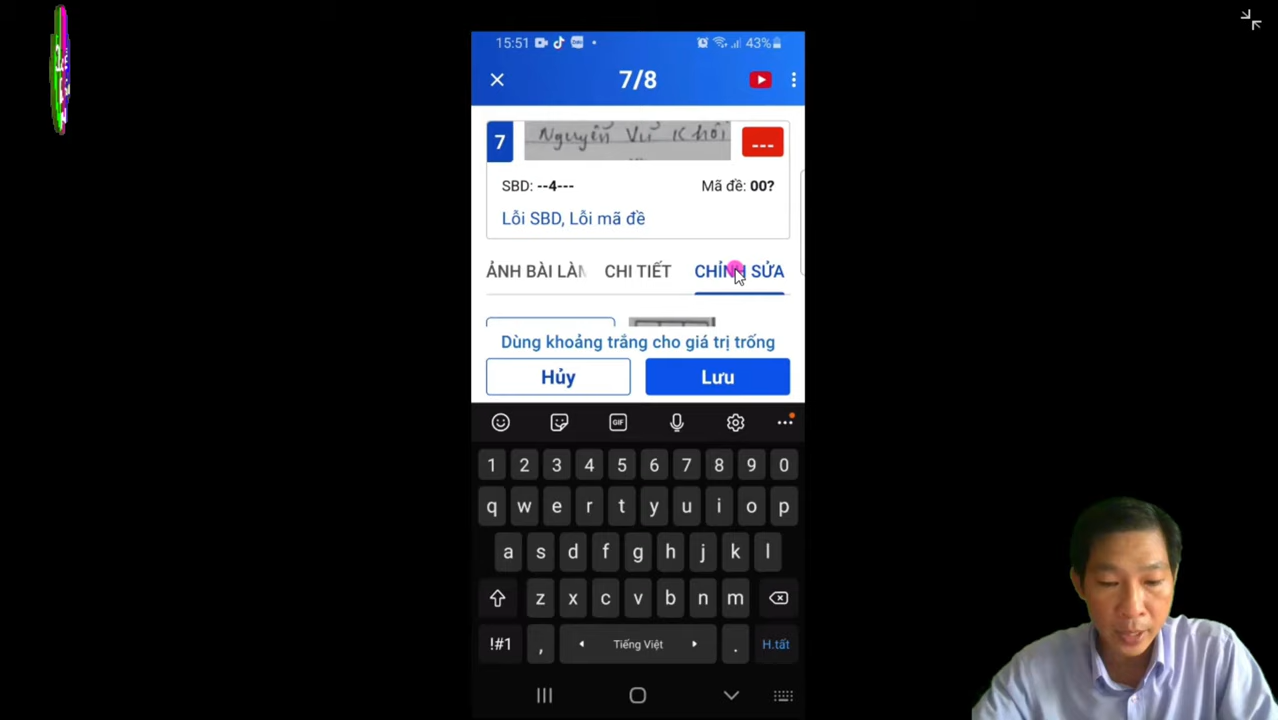 15:51 43%
7/8
7 Nguyễn Vũ Khôi ---
SBD: --4---
Mã đề: 00?
Lỗi SBD, Lỗi mã đề
ẢNH BÀI LÀM CHI TIẾT CHỈNH SỬA
Dùng khoảng trắng cho giá trị trống
Hủy Lưu
GIF
1 2 3 4 5 6 7 8 9 0
q w e r t y u i o p
a s d f g h j k l
z x c v b n m
!#1 , Tiếng Việt . H.tất